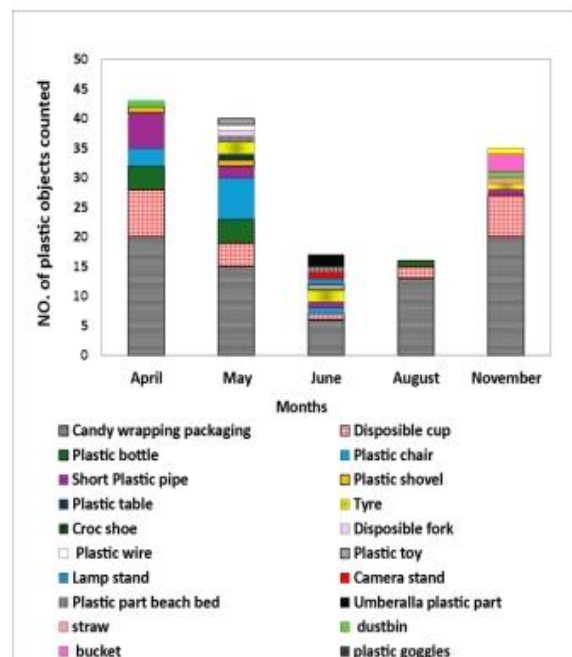 50
45
40
35
30
25
20
15
10
5
0
NO. of plastic objects counted
April May June August November
Months
Candy wrapping packaging Disposible cup
Plastic bottle Plastic chair
Short Plastic pipe Plastic shovel
Plastic table Tyre
Croc shoe Disposible fork
Plastic wire Plastic toy
Lamp stand Camera stand
Plastic part beach bed Umberalla plastic part
straw dustbin
bucket plastic goggles